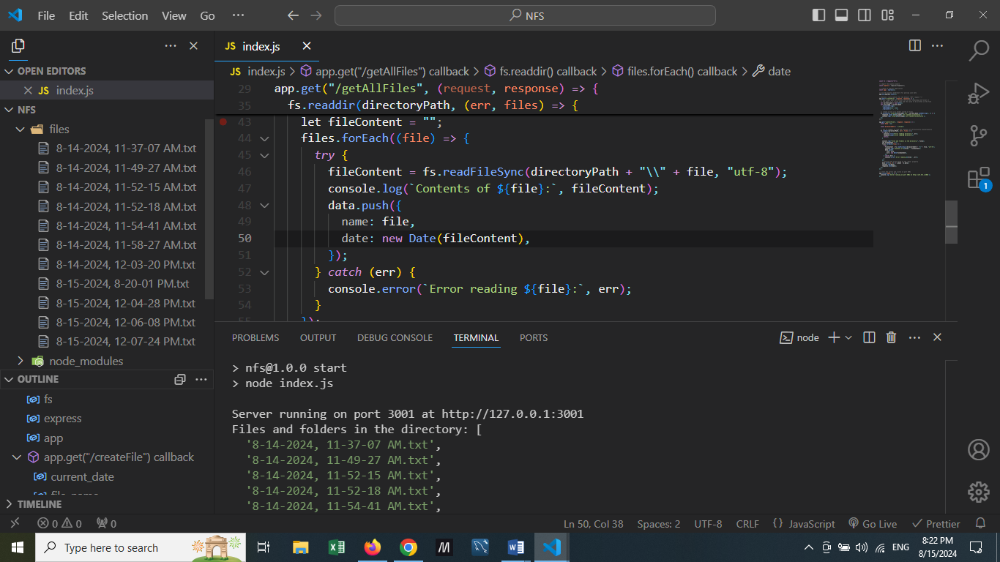 File Edit Selection View Go ··· NFS
JS index.js
OPEN EDITORS
JS index.js
NFS
files
8-14-2024, 11-37-07 AM.txt
8-14-2024, 11-49-27 AM.txt
8-14-2024, 11-52-15 AM.txt
8-14-2024, 11-52-18 AM.txt
8-14-2024, 11-54-41 AM.txt
8-14-2024, 11-58-27 AM.txt
8-14-2024, 12-03-20 PM.txt
8-15-2024, 8-20-01 PM.txt
8-15-2024, 12-04-28 PM.txt
8-15-2024, 12-06-08 PM.txt
8-15-2024, 12-07-24 PM.txt
node_modules
OUTLINE
fs
express
app
app.get("/createFile") callback
current_date
file_name
TIMELINE
JS index.js > app.get("/getAllFiles") callback > fs.readdir() callback > files.forEach() callback > date
29 app.get("/getAllFiles", (request, response) => {
35 fs.readdir(directoryPath, (err, files) => {
43 let fileContent = "";
44 files.forEach((file) => {
45 try {
46 fileContent = fs.readFileSync(directoryPath + "\\" + file, "utf-8");
47 console.log(`Contents of ${file}:`, fileContent);
48 data.push({
49 name: file,
50 date: new Date(fileContent),
51 });
52 } catch (err) {
53 console.error(`Error reading ${file}:`, err);
54 }
55 });
1
PROBLEMS OUTPUT DEBUG CONSOLE TERMINAL PORTS node
> nfs@1.0.0 start
> node index.js
Server running on port 3001 at http://127.0.0.1:3001
Files and folders in the directory: [
'8-14-2024, 11-37-07 AM.txt',
'8-14-2024, 11-49-27 AM.txt',
'8-14-2024, 11-52-15 AM.txt',
'8-14-2024, 11-52-18 AM.txt',
'8-14-2024, 11-54-41 AM.txt',
0 0 0 Ln 50, Col 38 Spaces: 2 UTF-8 CRLF {} JavaScript Go Live Prettier
Type here to search
ENG
8:22 PM
8/15/2024